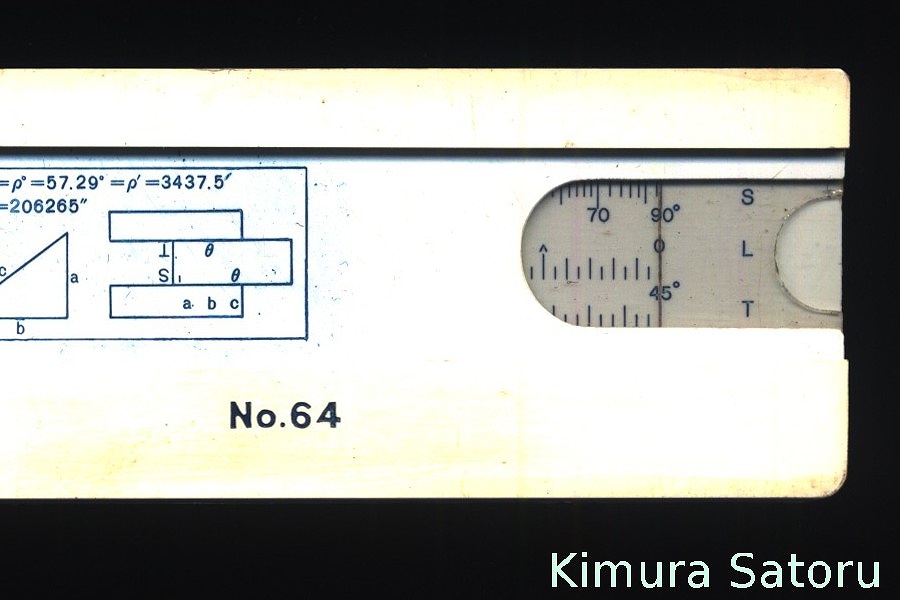 =ρ°=57.29°=ρ′=3437.5′
=206265″
c
a
b
⊥ θ
S θ
a b c
70 90°
0
45°
S
L
T
No.64
Kimura Satoru